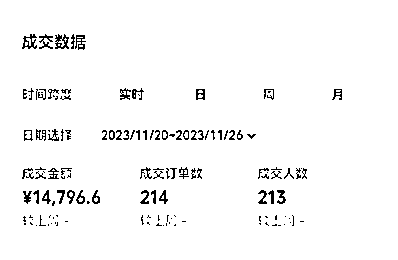 成交数据
时间跨度 实时 日 周 月
日期选择 2023/11/20~2023/11/26
成交金额 成交订单数 成交人数
¥14,796.6 214 213
较上周 - 较上周 - 较上周 -